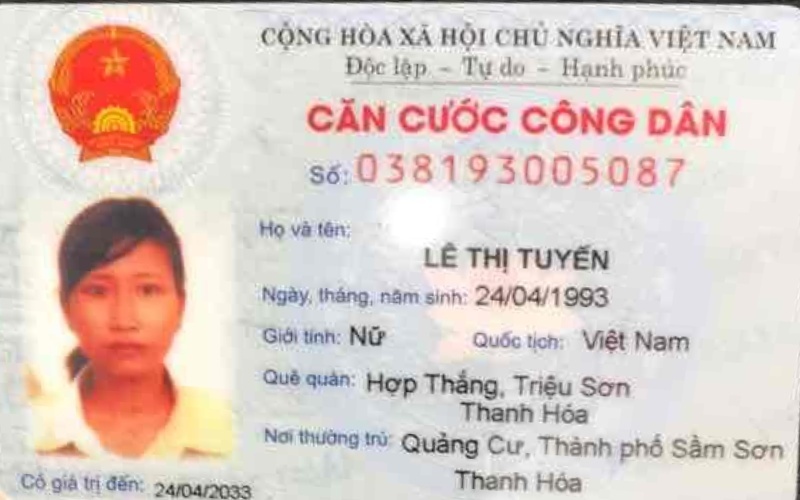 CỘNG HÒA XÃ HỘI CHỦ NGHĨA VIỆT NAM
Độc lập - Tự do - Hạnh phúc
CĂN CƯỚC CÔNG DÂN
Số: 038193005087
Họ và tên:
LÊ THỊ TUYẾN
Ngày, tháng, năm sinh: 24/04/1993
Giới tính: Nữ Quốc tịch: Việt Nam
Quê quán: Hợp Thắng, Triệu Sơn
Thanh Hóa
Nơi thường trú: Quảng Cư, Thành phố Sầm Sơn
Thanh Hóa
Có giá trị đến: 24/04/2033